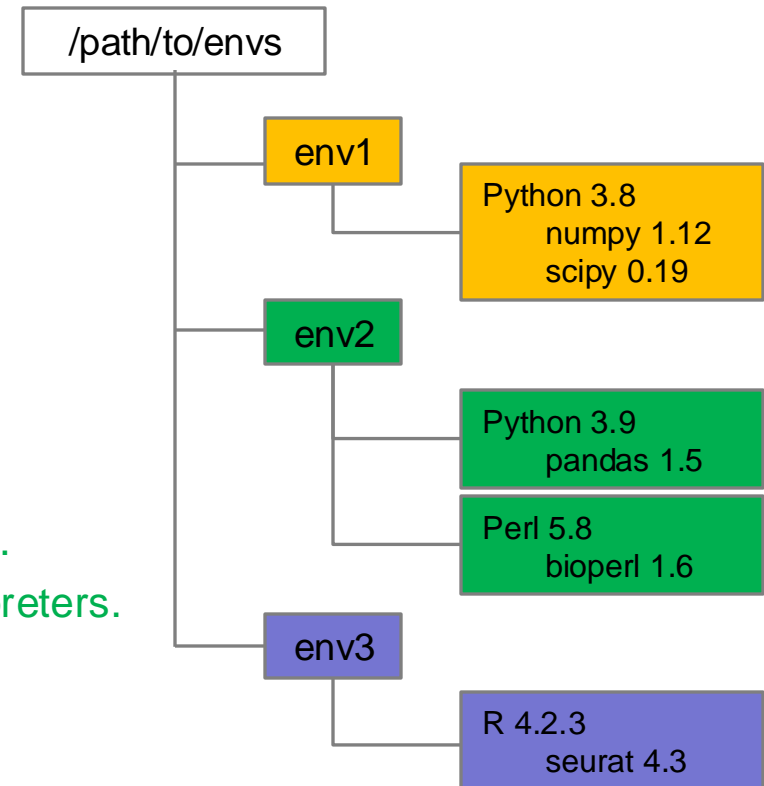 /path/to/envs
env1
Python 3.8
numpy 1.12
scipy 0.19
env2
Python 3.9
pandas 1.5
Perl 5.8
bioperl 1.6
.
reters.
env3
R 4.2.3
seurat 4.3